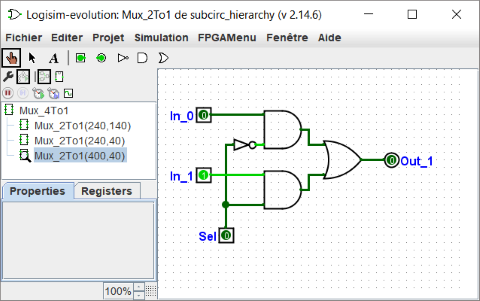 Logisim-evolution: Mux_2To1 de subcirc_hierarchy (v 2.14.6)
Fichier Editer Projet Simulation FPGAMenu Fenêtre Aide
A
Mux_4To1
Mux_2To1(240,140)
Mux_2To1(240,40)
Mux_2To1(400,40)
Properties Registers
100%
In_0 0
In_1 1
0 Out_1
Sel 0